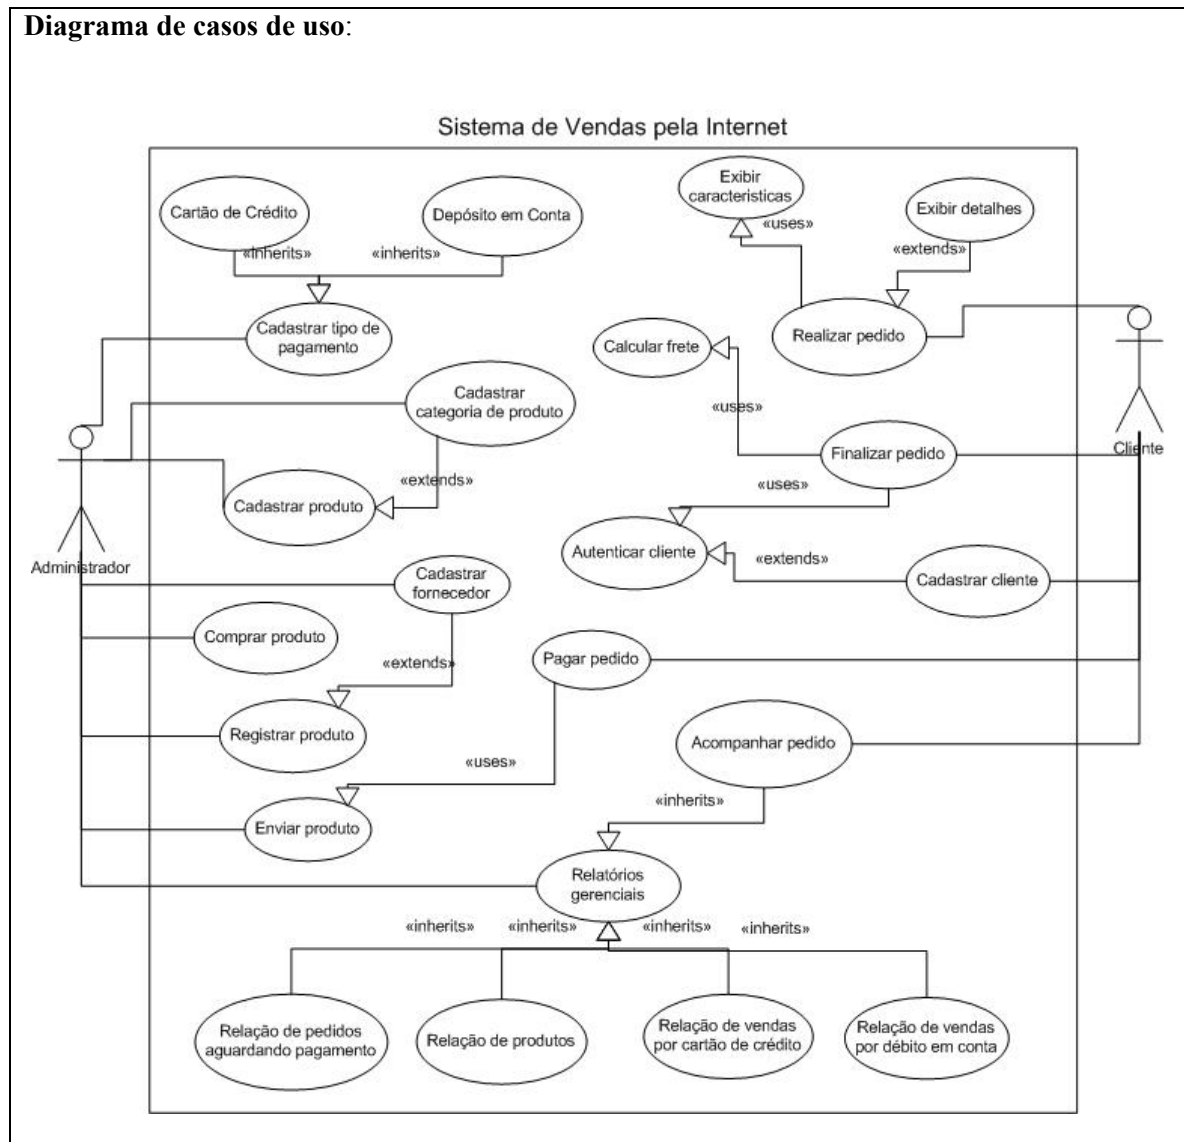 Diagrama de casos de uso:
Sistema de Vendas pela Internet
Cartão de Crédito
Depósito em Conta
Exibir
caracteristicas
Exibir detalhes
«inherits»
«inherits»
«uses»
«extends»
Cadastrar tipo de
pagamento
Calcular frete
Realizar pedido
Cadastrar
categoria de produto
«uses»
Cliente
Finalizar pedido
«extends»
«uses»
Cadastrar produto
Autenticar cliente
«extends»
Cadastrar cliente
Administrador
Cadastrar
fornecedor
Comprar produto
Pagar pedido
«extends»
Registrar produto
Acompanhar pedido
«uses»
«inherits»
Enviar produto
Relatórios
gerenciais
«inherits»
«inherits»
«inherits»
«inherits»
Relação de pedidos
aguardando pagamento
Relação de produtos
Relação de vendas
por cartão de crédito
Relação de vendas
por débito em conta